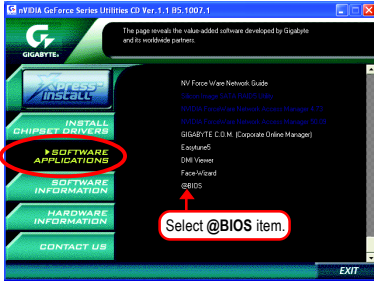 nVIDIA GeForce Series Utilities CD Ver.1.1 B5.1007.1
The page reveals the value-added software developed by Gigabyte
and its worldwide partners.
GIGABYTE
Xpress
Install
INSTALL
CHIPSET DRIVERS
SOFTWARE
APPLICATIONS
SOFTWARE
INFORMATION
HARDWARE
INFORMATION
CONTACT US
NV Force Ware Network Guide
GIGABYTE C.O.M. (Corporate Online Manager)
Easytune5
DMI Viewer
Face-Wizard
@BIOS
Select @BIOS item.
EXIT